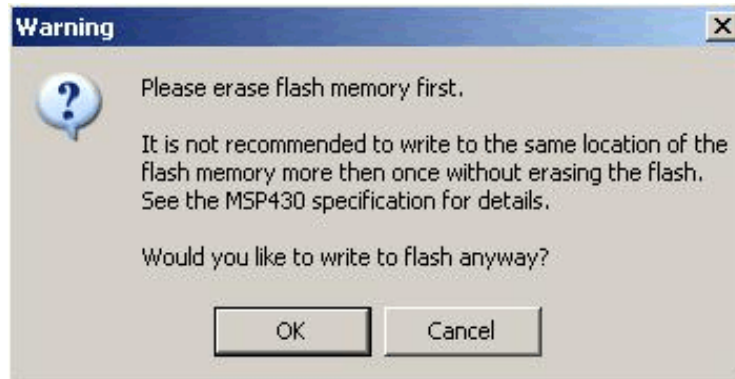 Warning
Please erase flash memory first.
It is not recommended to write to the same location of the
flash memory more then once without erasing the flash.
See the MSP430 specification for details.
Would you like to write to flash anyway?
OK
Cancel